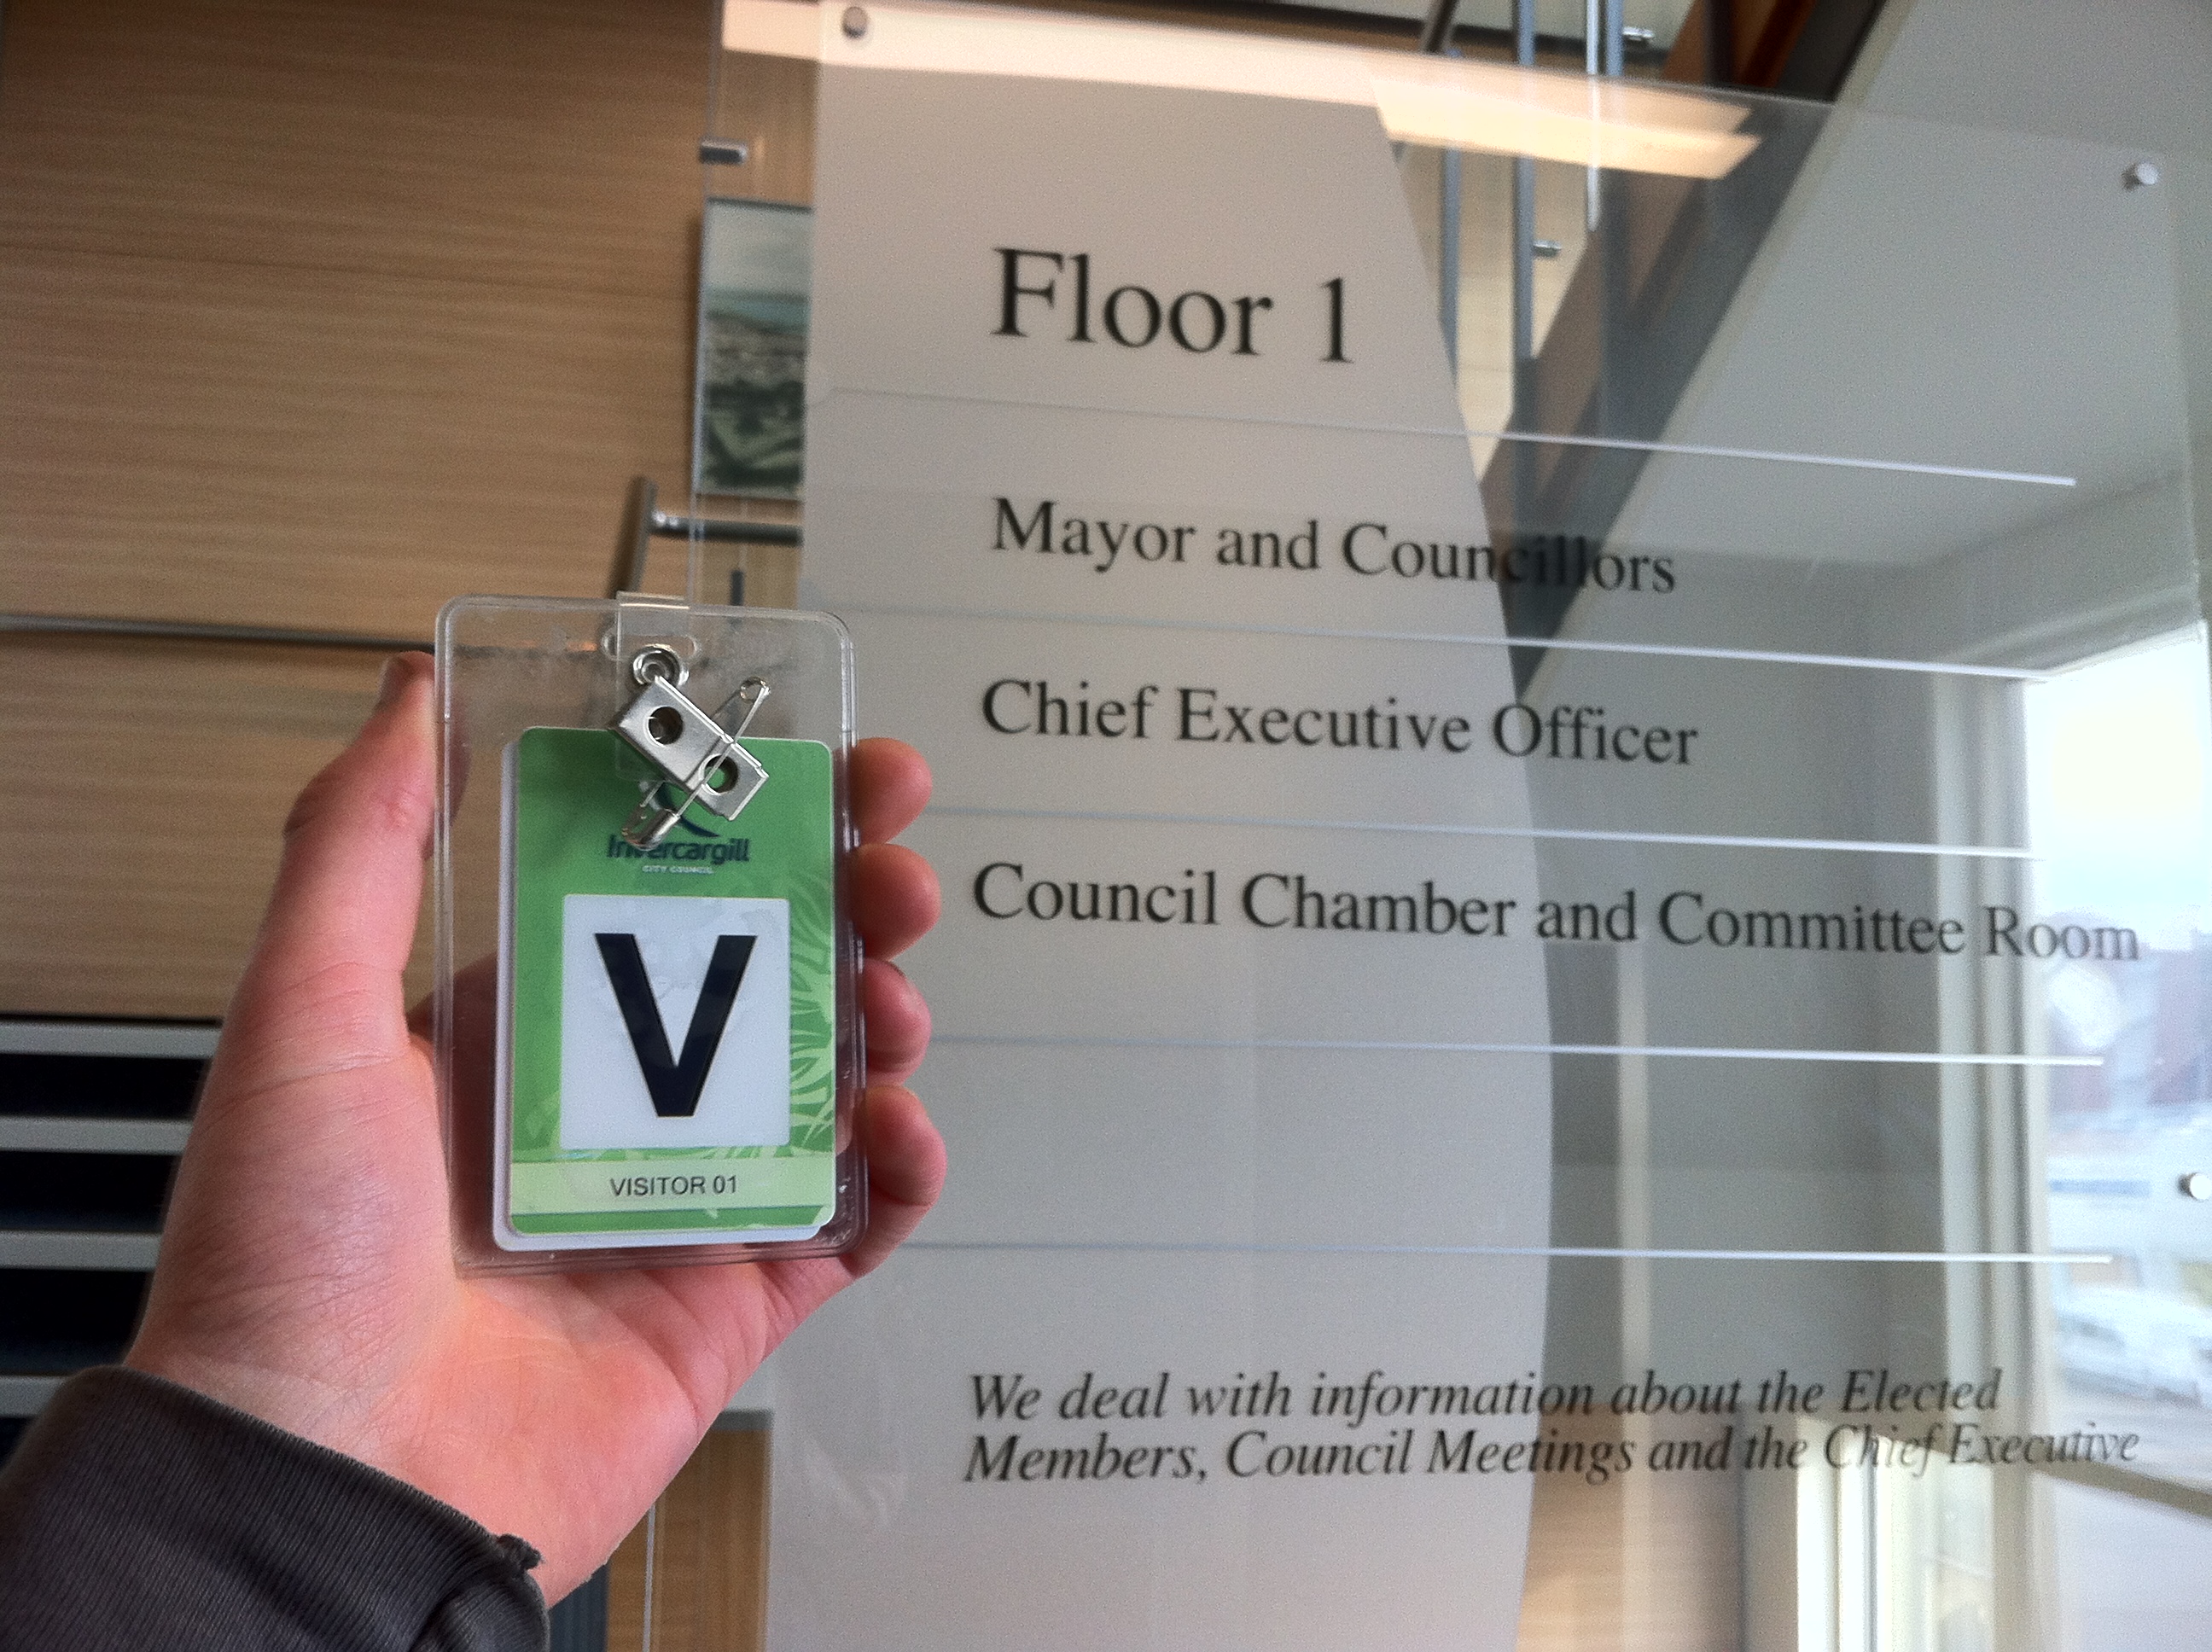 Floor 1
Mayor and Councillors
Chief Executive Officer
Council Chamber and Committee Room
We deal with information about the Elected
Members, Council Meetings and the Chief Executive
Invercargill
CITY COUNCIL
V
VISITOR 01